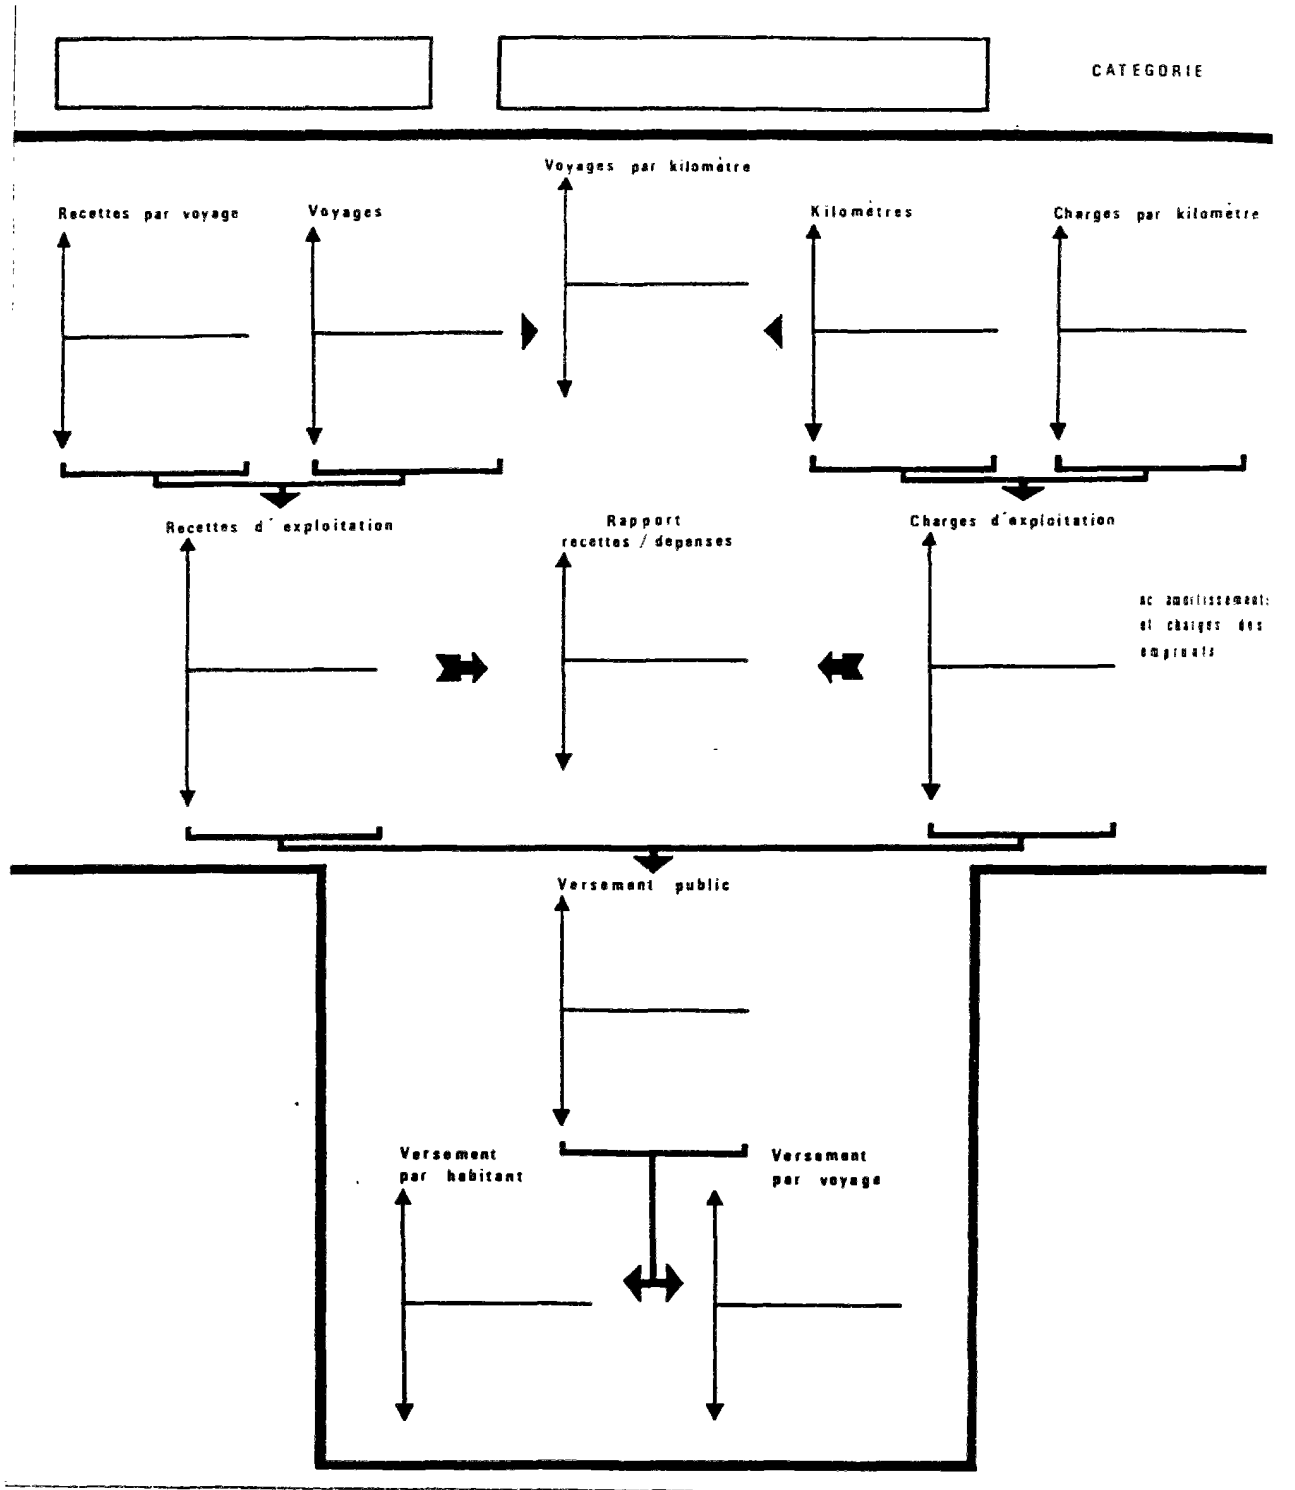 CATEGORIE
Voyages par kilomètre
Recettes par voyage
Voyages
Kilomètres
Charges par kilomètre
Recettes d'exploitation
Rapport
recettes / dépenses
Charges d'exploitation
et charges des
emprunts
Versement public
Versement
par habitant
Versement
par voyage